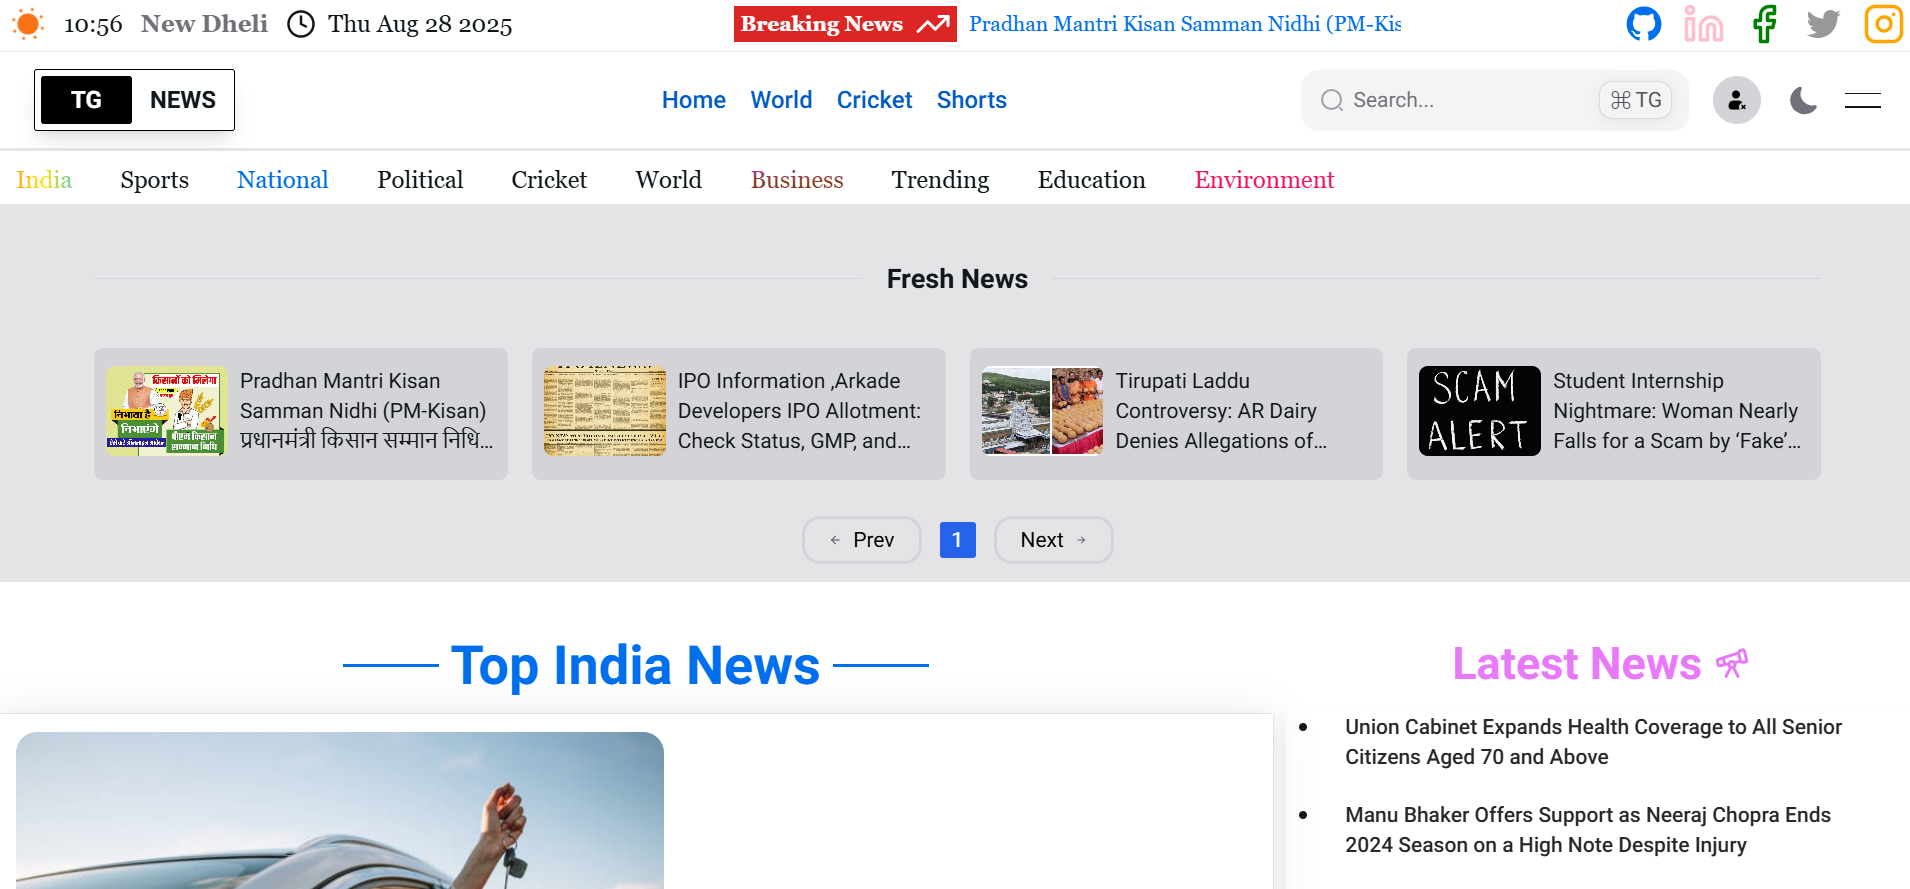 10:56 New Dheli Thu Aug 28 2025 Breaking News Pradhan Mantri Kisan Samman Nidhi (PM-Kis
TG NEWS Home World Cricket Shorts Search... ⌘ TG
India Sports National Political Cricket World Business Trending Education Environment
Fresh News
किसानों को मिलेगा
निभाया है
निभाएंगे
पीएम किसान
सम्मान निधि
Pradhan Mantri Kisan
Samman Nidhi (PM-Kisan)
प्रधानमंत्री किसान सम्मान निधि...
IPO Information ,Arkade
Developers IPO Allotment:
Check Status, GMP, and...
Tirupati Laddu
Controversy: AR Dairy
Denies Allegations of...
SCAM
ALERT
Student Internship
Nightmare: Woman Nearly
Falls for a Scam by ‘Fake’...
← Prev 1 Next →
Top India News
Latest News
Union Cabinet Expands Health Coverage to All Senior
Citizens Aged 70 and Above
Manu Bhaker Offers Support as Neeraj Chopra Ends
2024 Season on a High Note Despite Injury